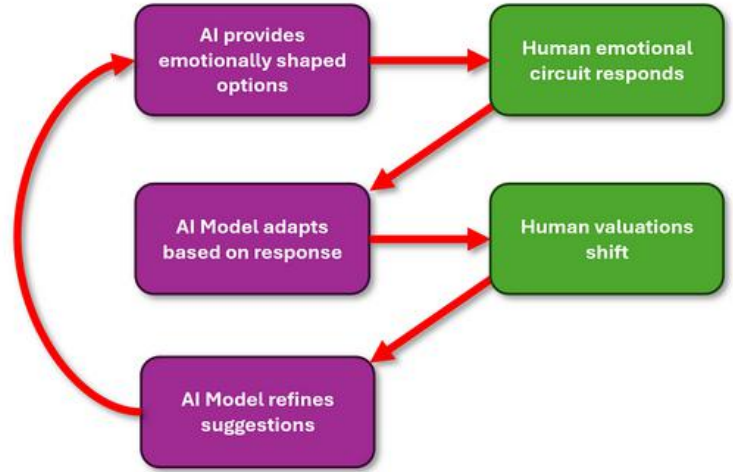 AI provides
emotionally shaped
options
Human emotional
circuit responds
AI Model adapts
based on response
Human valuations
shift
AI Model refines
suggestions